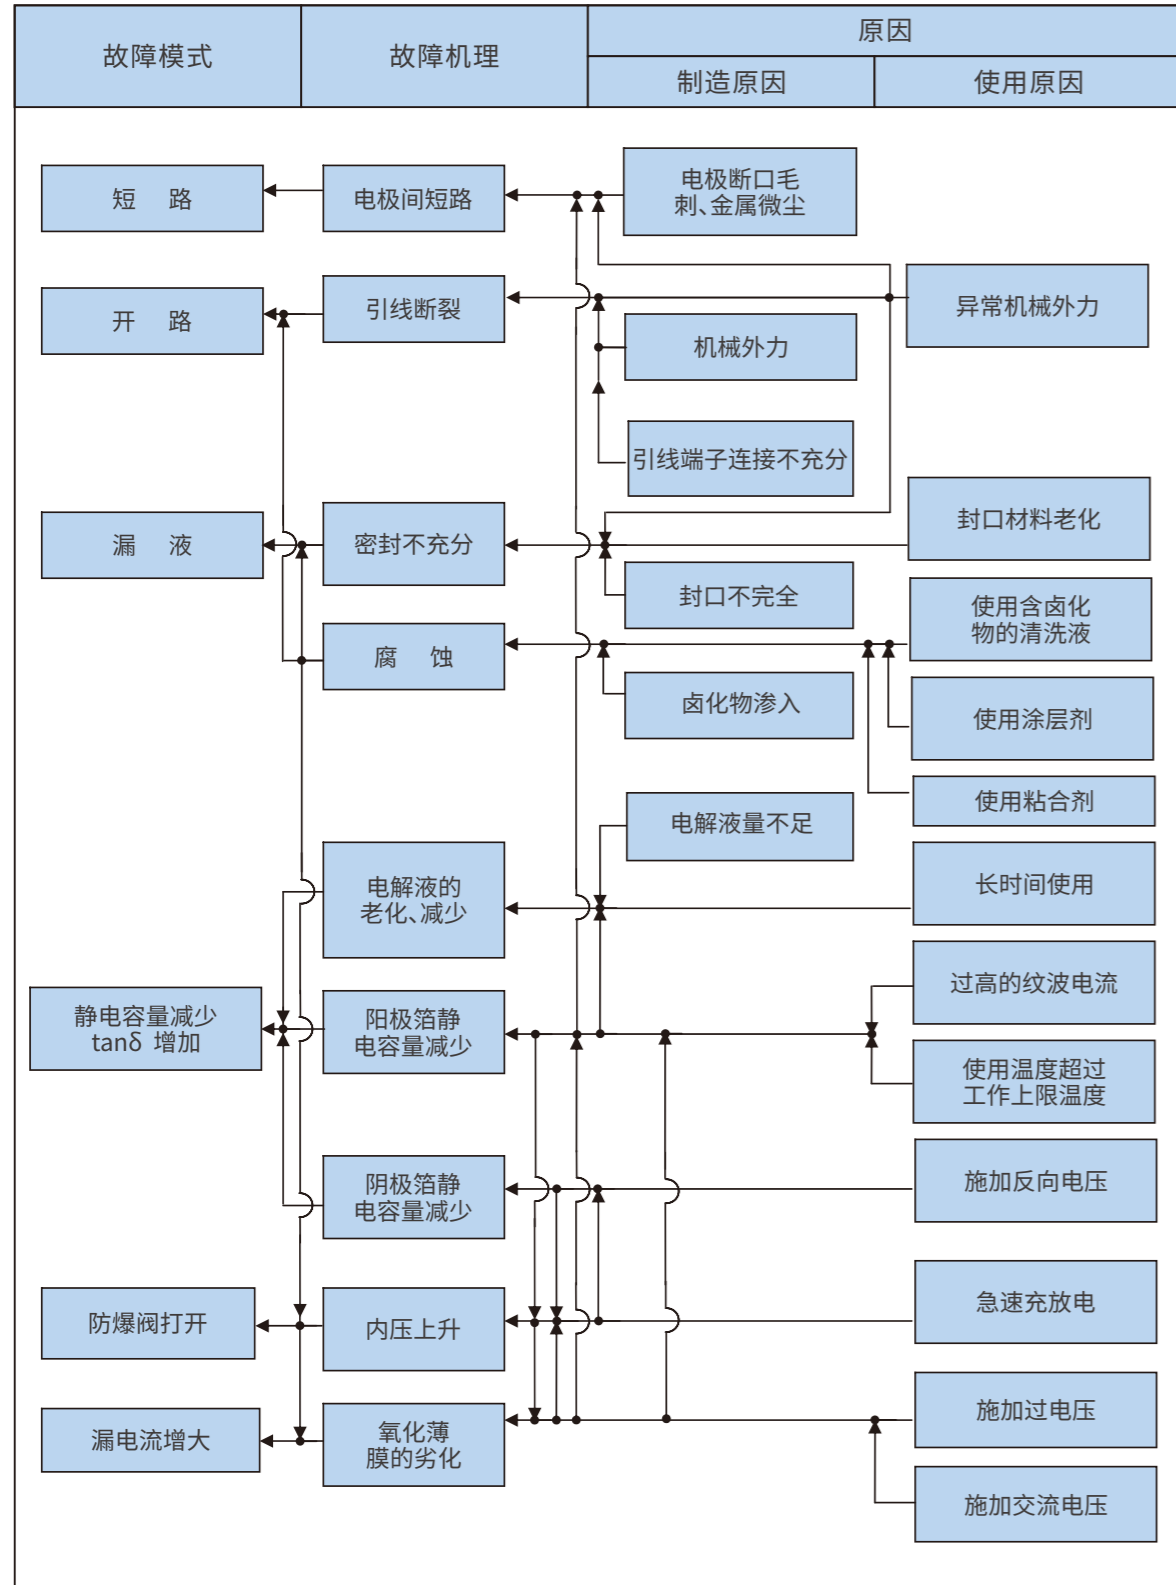 故障模式
故障机理
原因
制造原因
使用原因
短 路
电极间短路
电极断口毛
刺、金属微尘
开 路
引线断裂
异常机械外力
机械外力
引线端子连接不充分
漏 液
密封不充分
封口材料老化
封口不完全
使用含卤化
物的清洗液
腐 蚀
卤化物渗入
使用涂层剂
使用粘合剂
电解液量不足
电解液的
老化、减少
长时间使用
过高的纹波电流
静电容量减少
tanδ 增加
阳极箔静
电容量减少
使用温度超过
工作上限温度
阴极箔静
电容量减少
施加反向电压
防爆阀打开
内压上升
急速充放电
漏电流增大
氧化薄
膜的劣化
施加过电压
施加交流电压